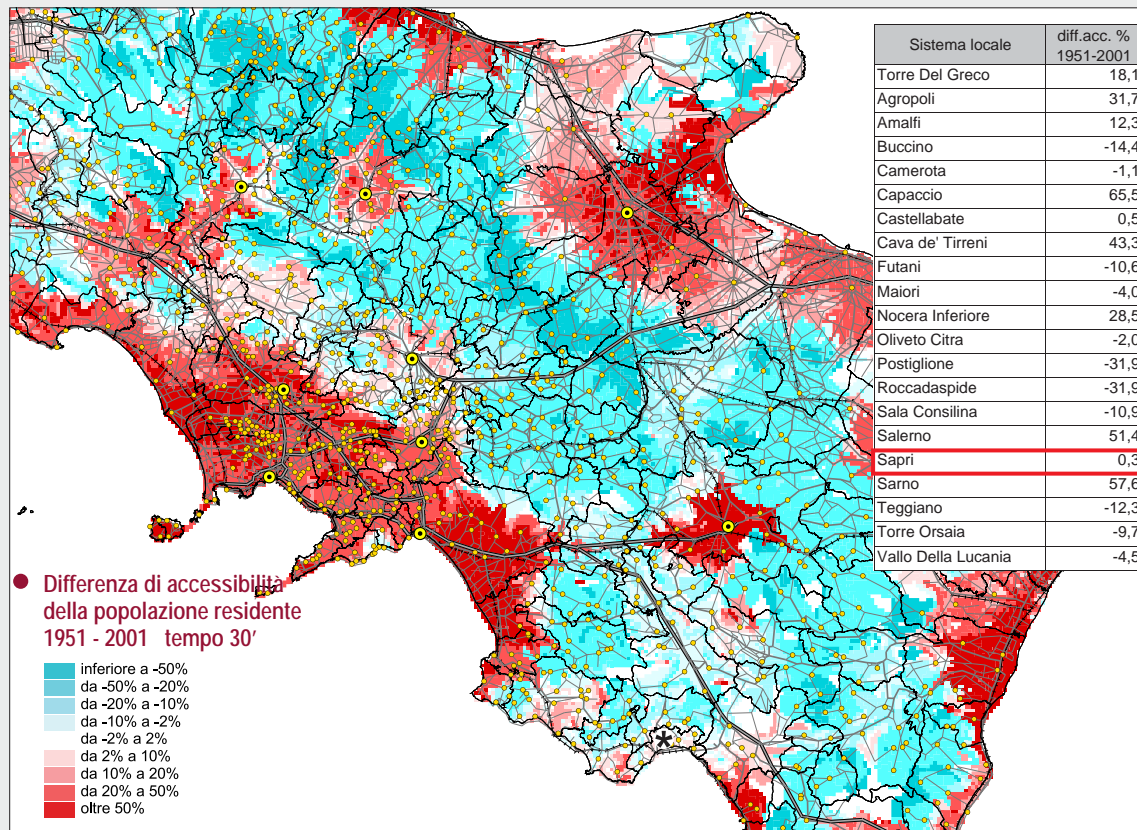 Sistema locale diff.acc. % 1951-2001
Torre Del Greco 18,1
Agropoli 31,7
Amalfi 12,3
Buccino -14,4
Camerota -1,1
Capaccio 65,5
Castellabate 0,5
Cava de' Tirreni 43,3
Futani -10,6
Maiori -4,0
Nocera Inferiore 28,5
Oliveto Citra -2,0
Postiglione -31,9
Roccadaspide -31,9
Sala Consilina -10,9
Salerno 51,4
Sapri 0,3
Sarno 57,6
Teggiano -12,3
Torre Orsaia -9,7
Vallo Della Lucania -4,5
● Differenza di accessibilità
della popolazione residente
1951 - 2001 tempo 30'
inferiore a -50%
da -50% a -20%
da -20% a -10%
da -10% a -2%
da -2% a 2%
da 2% a 10%
da 10% a 20%
da 20% a 50%
oltre 50%
*